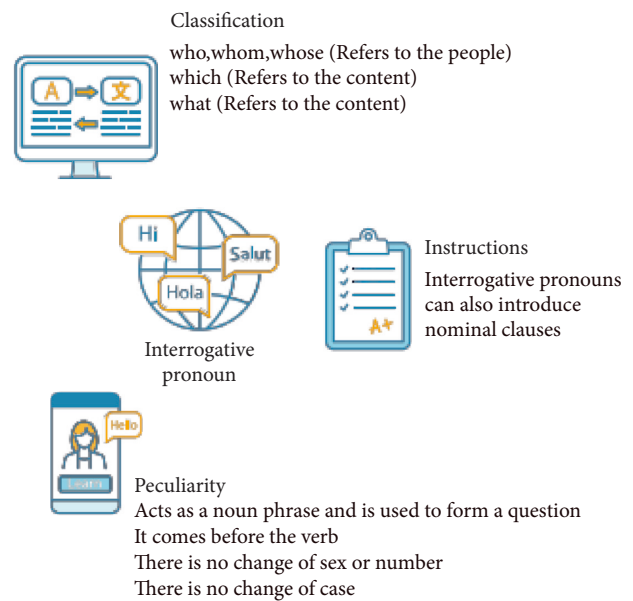 Classification
who,whom,whose (Refers to the people)
which (Refers to the content)
what (Refers to the content)
A
文
Hi
Salut
Hola
Interrogative
pronoun
Instructions
Interrogative pronouns
can also introduce
nominal clauses
A+
Hello
Learn
Peculiarity
Acts as a noun phrase and is used to form a question
It comes before the verb
There is no change of sex or number
There is no change of case